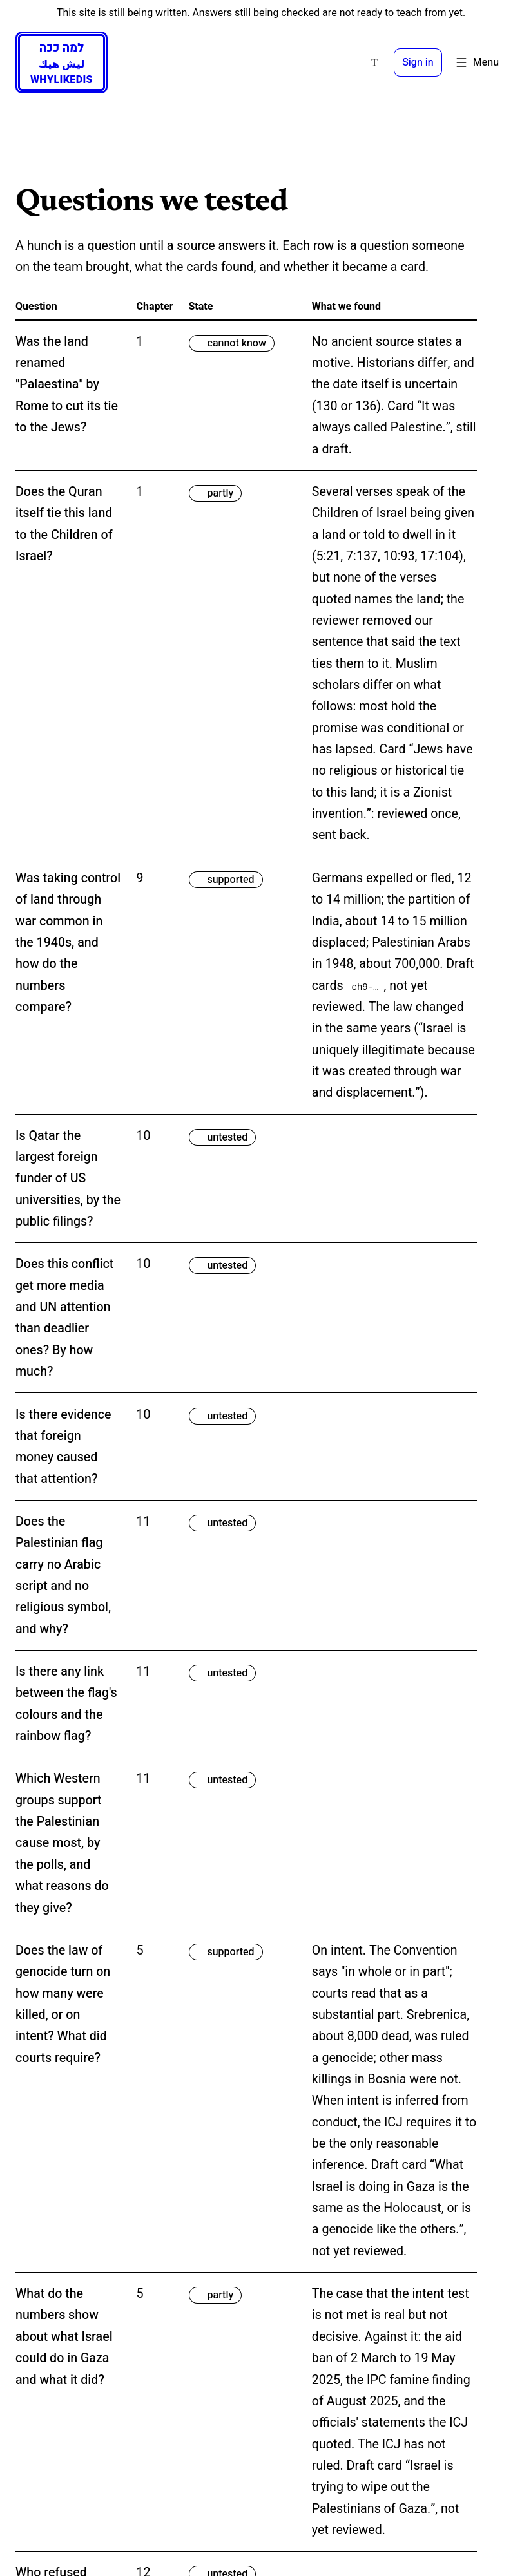 This site is still being written. Answers still being checked are not ready to teach from yet.
למה ככה
ليش هيك
WHYLIKEDIS
T
Sign in
Menu
Questions we tested
A hunch is a question until a source answers it. Each row is a question someone
on the team brought, what the cards found, and whether it became a card.
Question Chapter State What we found
Was the land
renamed
"Palaestina" by
Rome to cut its tie
to the Jews?
1
cannot know
No ancient source states a
motive. Historians differ, and
the date itself is uncertain
(130 or 136). Card “It was
always called Palestine.”, still
a draft.
Does the Quran
itself tie this land
to the Children of
Israel?
1
partly
Several verses speak of the
Children of Israel being given
a land or told to dwell in it
(5:21, 7:137, 10:93, 17:104),
but none of the verses
quoted names the land; the
reviewer removed our
sentence that said the text
ties them to it. Muslim
scholars differ on what
follows: most hold the
promise was conditional or
has lapsed. Card “Jews have
no religious or historical tie
to this land; it is a Zionist
invention.”: reviewed once,
sent back.
Was taking control
of land through
war common in
the 1940s, and
how do the
numbers
compare?
9
supported
Germans expelled or fled, 12
to 14 million; the partition of
India, about 14 to 15 million
displaced; Palestinian Arabs
in 1948, about 700,000. Draft
cards ch9-… , not yet
reviewed. The law changed
in the same years (“Israel is
uniquely illegitimate because
it was created through war
and displacement.”).
Is Qatar the
largest foreign
funder of US
universities, by the
public filings?
10
untested
Does this conflict
get more media
and UN attention
than deadlier
ones? By how
much?
10
untested
Is there evidence
that foreign
money caused
that attention?
10
untested
Does the
Palestinian flag
carry no Arabic
script and no
religious symbol,
and why?
11
untested
Is there any link
between the flag's
colours and the
rainbow flag?
11
untested
Which Western
groups support
the Palestinian
cause most, by
the polls, and
what reasons do
they give?
11
untested
Does the law of
genocide turn on
how many were
killed, or on
intent? What did
courts require?
5
supported
On intent. The Convention
says "in whole or in part";
courts read that as a
substantial part. Srebrenica,
about 8,000 dead, was ruled
a genocide; other mass
killings in Bosnia were not.
When intent is inferred from
conduct, the ICJ requires it to
be the only reasonable
inference. Draft card “What
Israel is doing in Gaza is the
same as the Holocaust, or is
a genocide like the others.”,
not yet reviewed.
What do the
numbers show
about what Israel
could do in Gaza
and what it did?
5
partly
The case that the intent test
is not met is real but not
decisive. Against it: the aid
ban of 2 March to 19 May
2025, the IPC famine finding
of August 2025, and the
officials' statements the ICJ
quoted. The ICJ has not
ruled. Draft card “Israel is
trying to wipe out the
Palestinians of Gaza.”, not
yet reviewed.
Who refused
12
untested